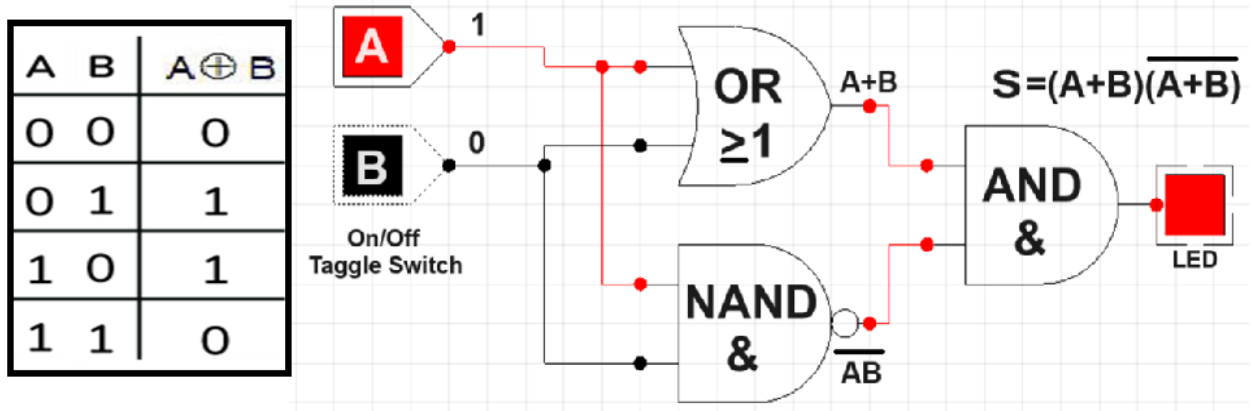 A B A⊕B
0 0 0
0 1 1
1 0 1
1 1 0
A 1
B 0
On/Off
Taggle Switch
OR
≥1
A+B
NAND
&
A̅B̅
S=(A+B)(A̅+̅B̅)
AND
&
LED